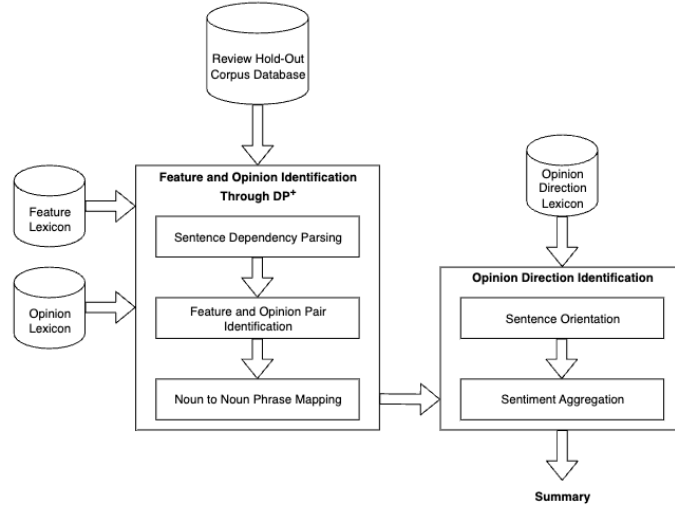 Review Hold-Out
Corpus Database
Feature and Opinion Identification
Through DP+
Feature
Lexicon
Sentence Dependency Parsing
Opinion
Lexicon
Feature and Opinion Pair
Identification
Noun to Noun Phrase Mapping
Opinion
Direction
Lexicon
Opinion Direction Identification
Sentence Orientation
Sentiment Aggregation
Summary